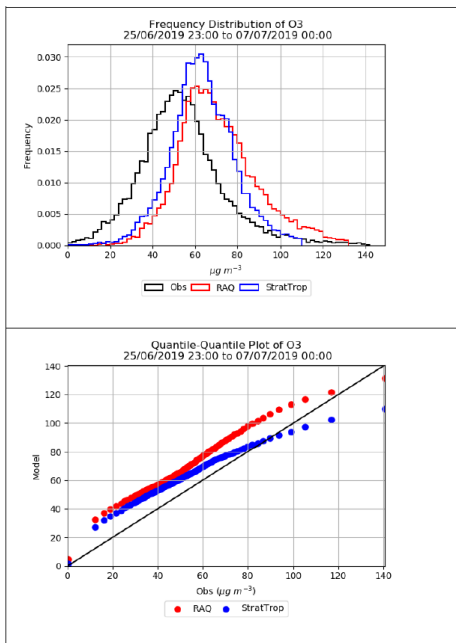 Frequency Distribution of O3
25/06/2019 23:00 to 07/07/2019 00:00
0.030
0.025
0.020
0.015
0.010
0.005
0.000
Frequency
0 20 40 60 80 100 120 140
μg m⁻³
Obs RAQ StratTrop
Quantile-Quantile Plot of O3
25/06/2019 23:00 to 07/07/2019 00:00
140
120
100
80
60
40
20
0
Model
0 20 40 60 80 100 120 140
Obs (μg m⁻³)
RAQ StratTrop